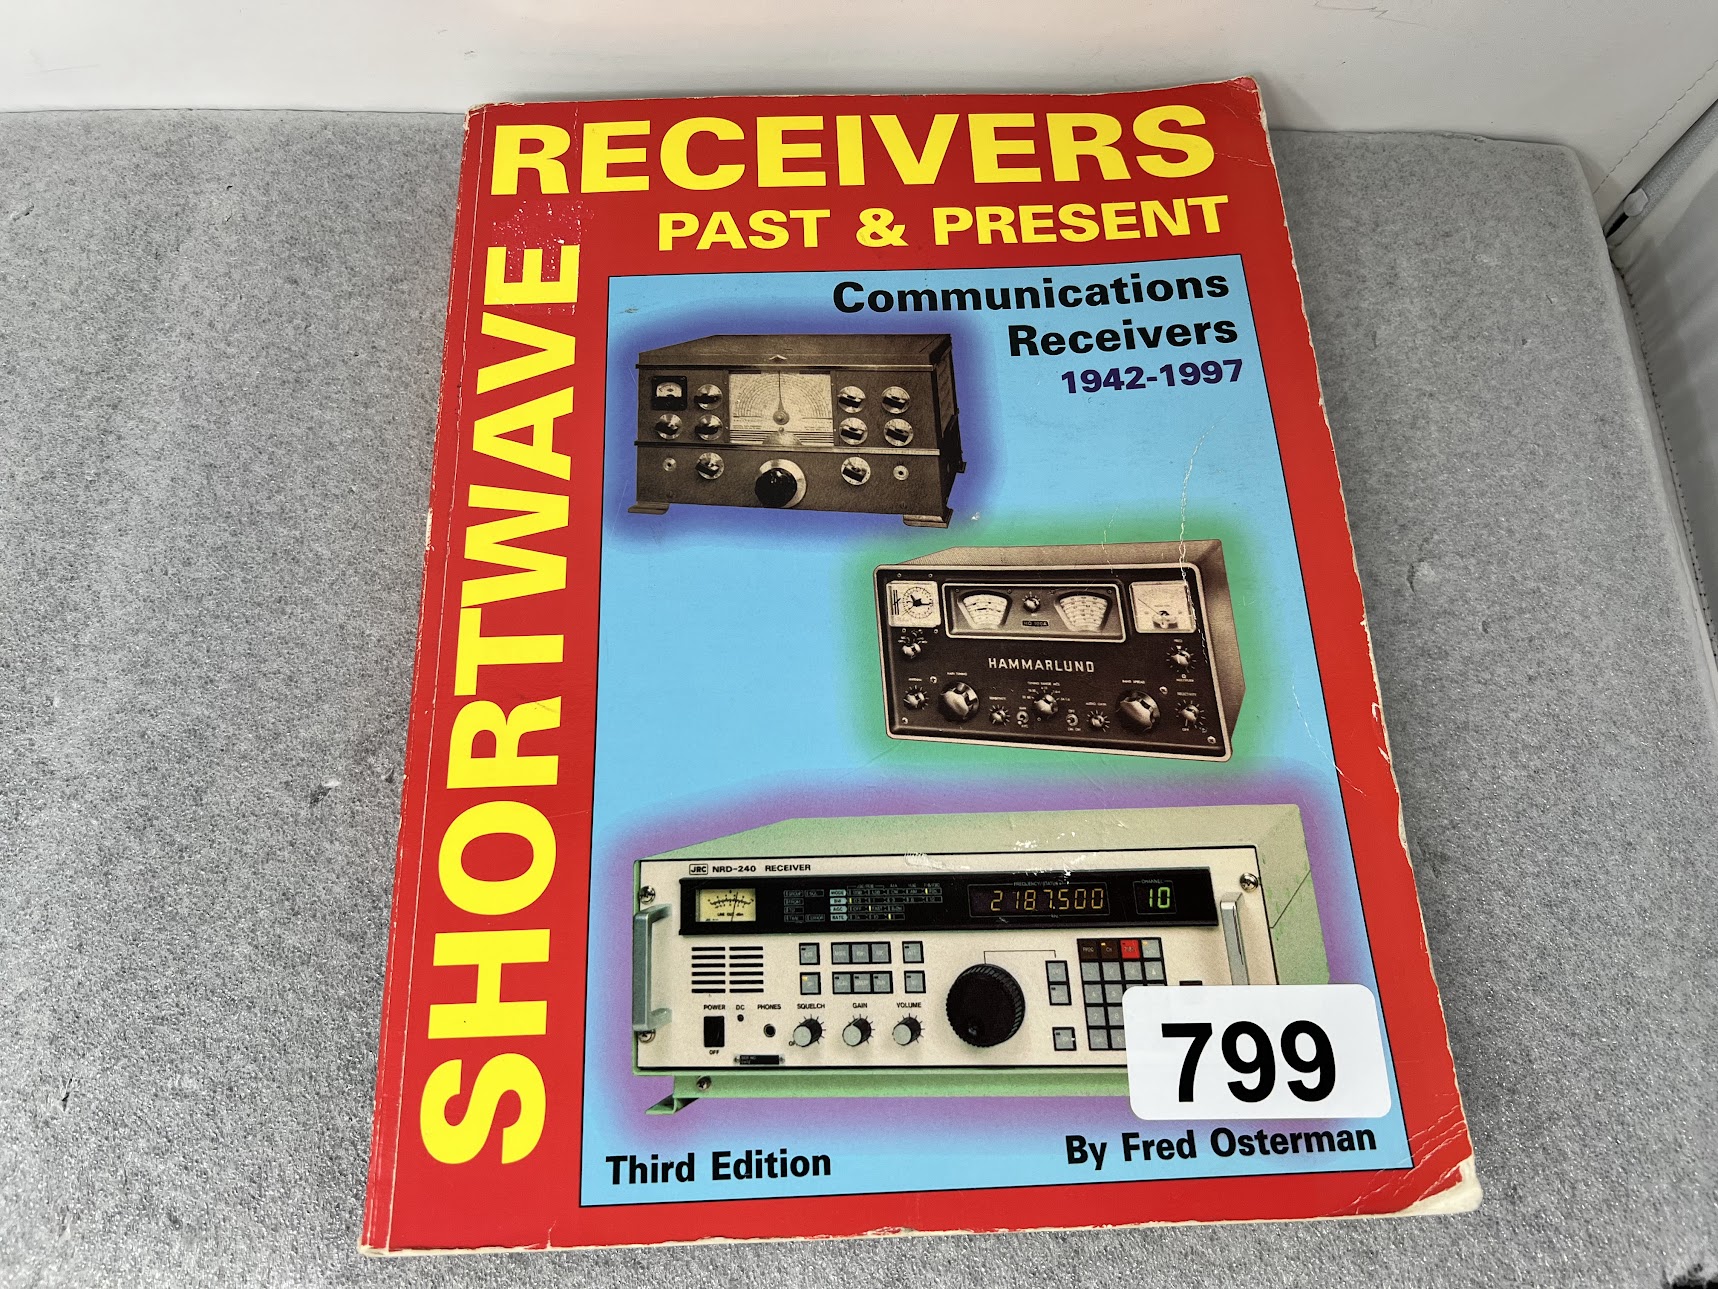 SHORTWAVE
RECEIVERS
PAST & PRESENT
Communications
Receivers
1942-1997
HAMMARLUND
JRC NRD-240 RECEIVER
2187.500
10
POWER
DC
PHONES
SQUELCH
GAIN
VOLUME
OFF
799
Third Edition
By Fred Osterman